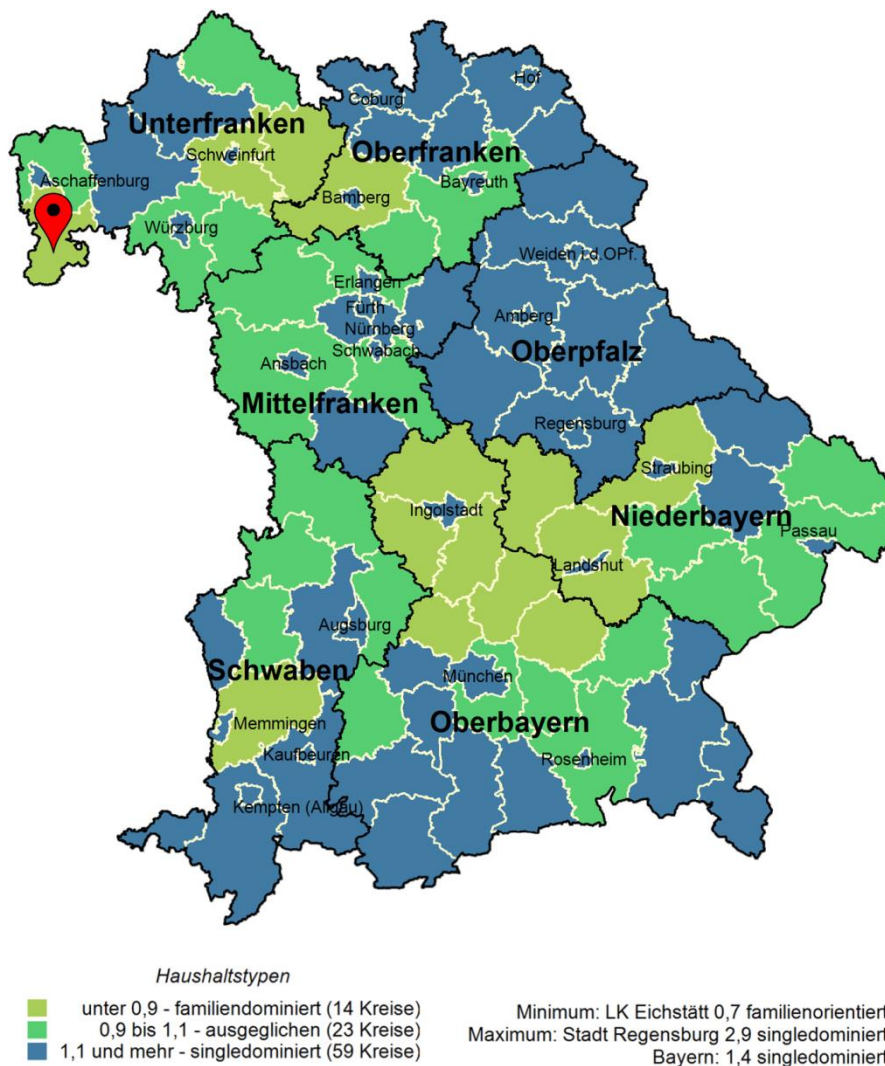 Hof
Coburg
Unterfranken
Schweinfurt
Oberfranken
Aschaffenburg
Bamberg
Bayreuth
Würzburg
Weiden i.d.OPf.
Erlangen
Fürth
Amberg
Nürnberg
Schwabach
Oberpfalz
Ansbach
Mittelfranken
Regensburg
Straubing
Ingolstadt
Niederbayern
Passau
Landshut
Augsburg
Schwaben
München
Memmingen
Oberbayern
Kaufbeuren
Rosenheim
Kempten (Allgäu)
Haushaltstypen
unter 0,9 - familiendominiert (14 Kreise)
0,9 bis 1,1 - ausgeglichen (23 Kreise)
1,1 und mehr - singledominiert (59 Kreise)
Minimum: LK Eichstätt 0,7 familienorientiert
Maximum: Stadt Regensburg 2,9 singledominiert
Bayern: 1,4 singledominiert